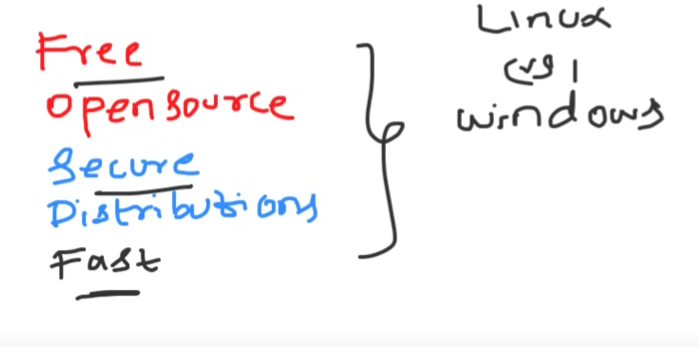 Free
Opensource
Secure
Distributions
Fast
Linux
vs
windows